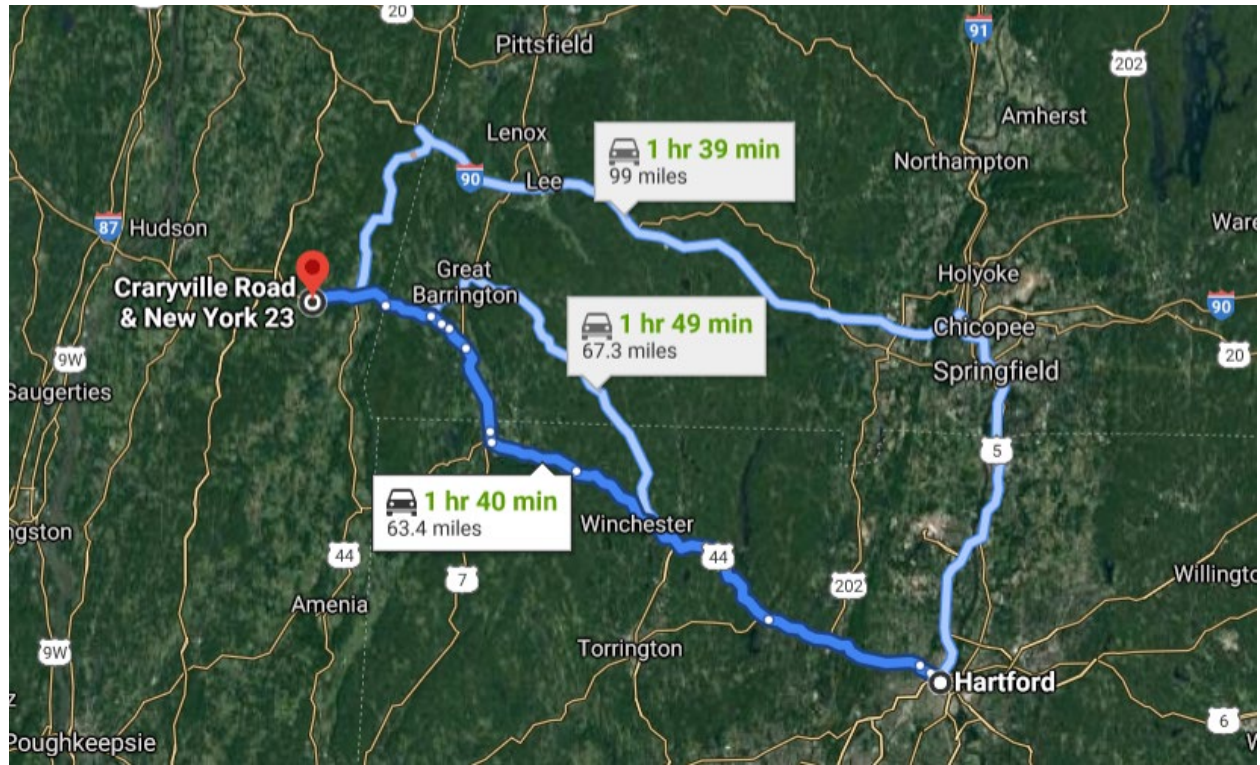 20
Pittsfield
91
202
Amherst
Lenox
1 hr 39 min
99 miles
Northampton
90
Lee
87
Hudson
Ware
Great
Barrington
Holyoke
Craryville Road
& New York 23
1 hr 49 min
67.3 miles
Chicopee
90
9W
20
Springfield
Saugerties
5
1 hr 40 min
63.4 miles
Winchester
ngston
44
44
7
202
Willingto
Amenia
9W
Torrington
Hartford
z
6
Poughkeepsie
W